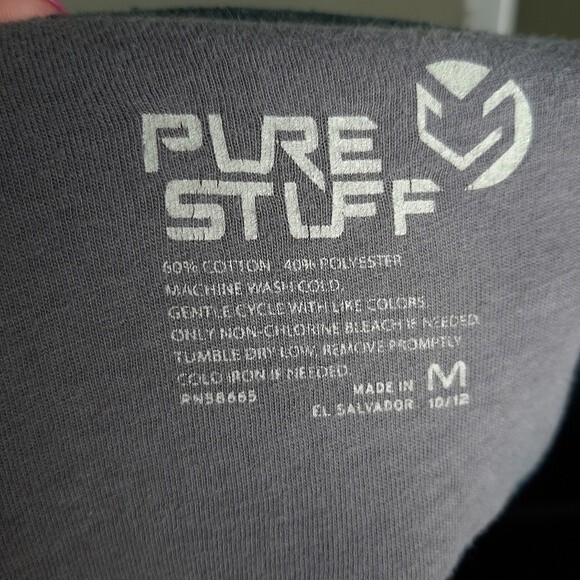 PURE
STUFF
60% COTTON 40% POLYESTER
MACHINE WASH COLD.
GENTLE CYCLE WITH LIKE COLORS.
ONLY NON-CHLORINE BLEACH IF NEEDED.
TUMBLE DRY LOW, REMOVE PROMPTLY
COLD IRON IF NEEDED.
RN58665
MADE IN M
EL SALVADOR 10/12